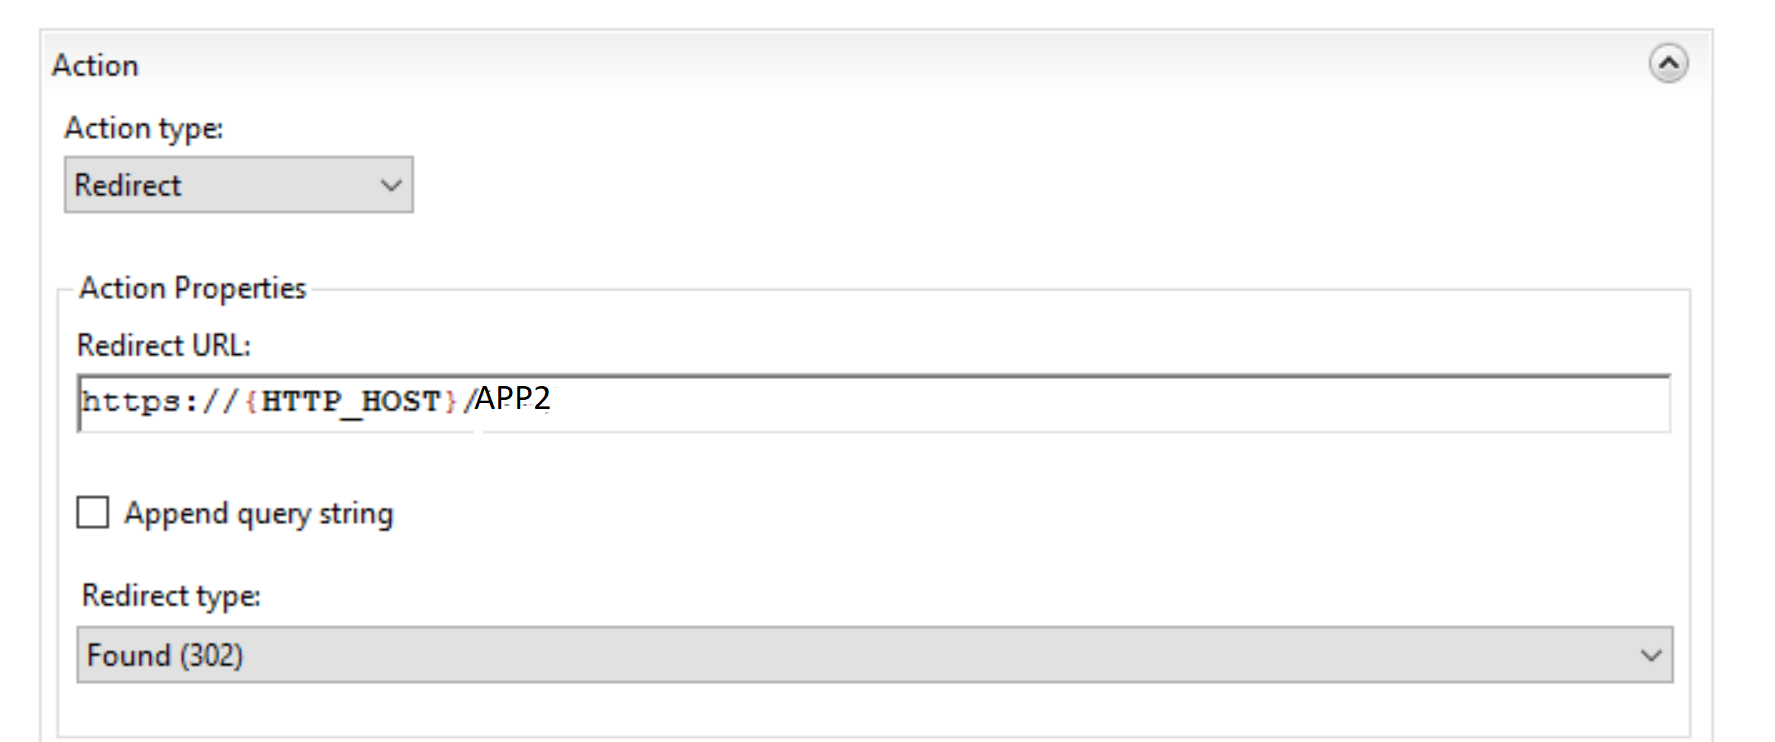 Action
Action type:
Redirect
Action Properties
Redirect URL:
https://{HTTP_HOST}/APP2
Append query string
Redirect type:
Found (302)